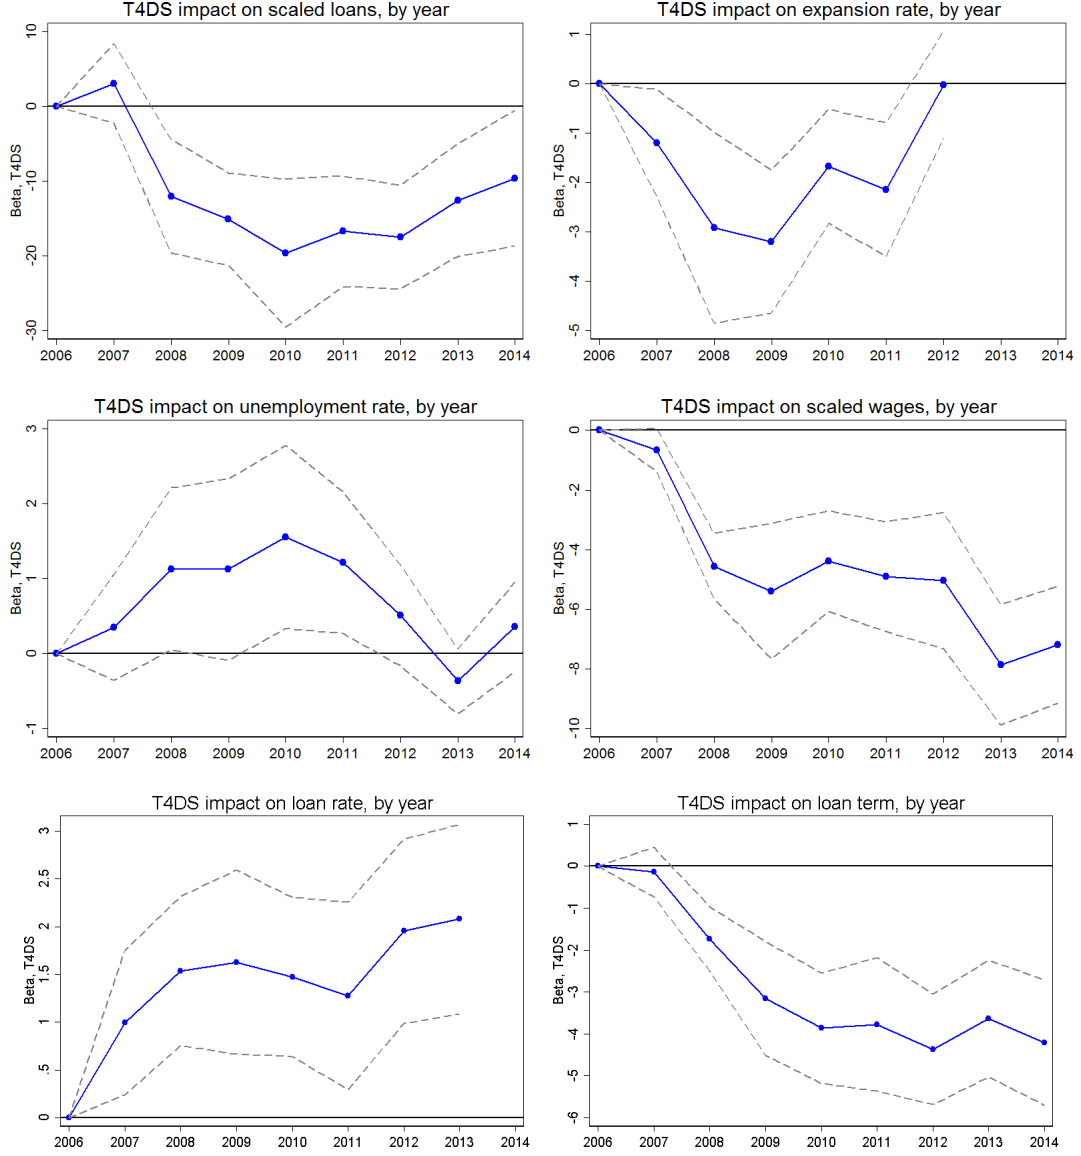 T4DS impact on scaled loans, by year
Beta, T4DS
10
0
-10
-20
-30
2006 2007 2008 2009 2010 2011 2012 2013 2014
T4DS impact on expansion rate, by year
Beta, T4DS
1
0
-1
-2
-3
-4
-5
2006 2007 2008 2009 2010 2011 2012 2013 2014
T4DS impact on unemployment rate, by year
Beta, T4DS
3
2
1
0
-1
2006 2007 2008 2009 2010 2011 2012 2013 2014
T4DS impact on scaled wages, by year
Beta, T4DS
0
-2
-4
-6
-8
-10
2006 2007 2008 2009 2010 2011 2012 2013 2014
T4DS impact on loan rate, by year
Beta, T4DS
3
2.5
2
1.5
1
.5
0
2006 2007 2008 2009 2010 2011 2012 2013 2014
T4DS impact on loan term, by year
Beta, T4DS
1
0
-1
-2
-3
-4
-5
-6
2006 2007 2008 2009 2010 2011 2012 2013 2014